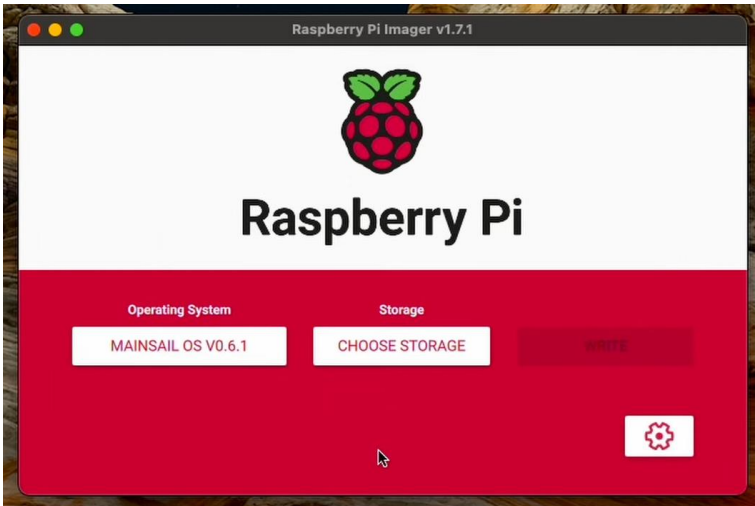 Raspberry Pi Imager v1.7.1
Raspberry Pi
Operating System
Storage
MAINSAIL OS V0.6.1
CHOOSE STORAGE
WRITE